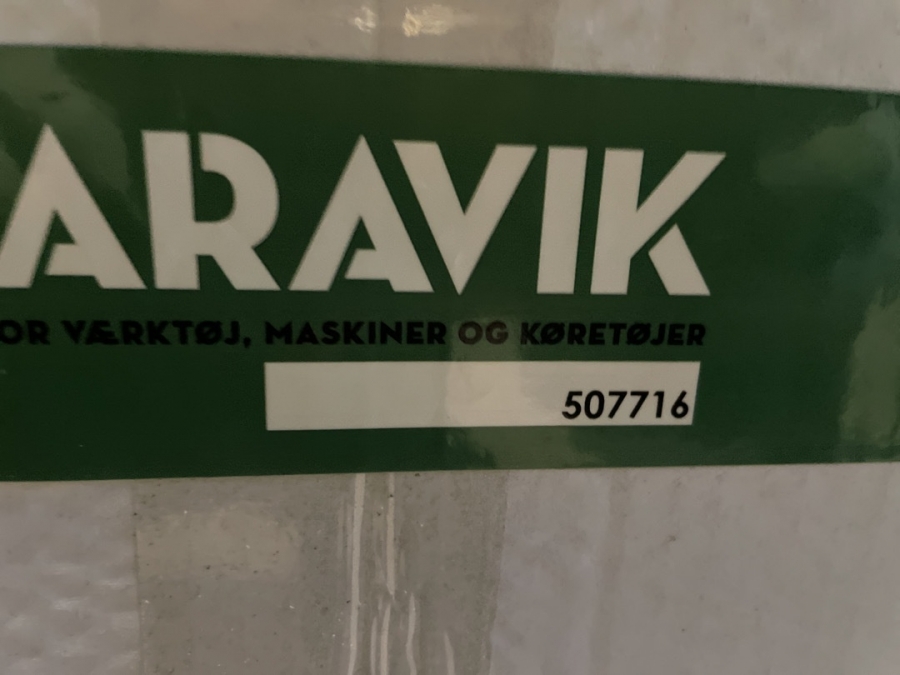 ARAVIK
OR VÆRKTØJ, MASKINER OG KØRETØJER
507716